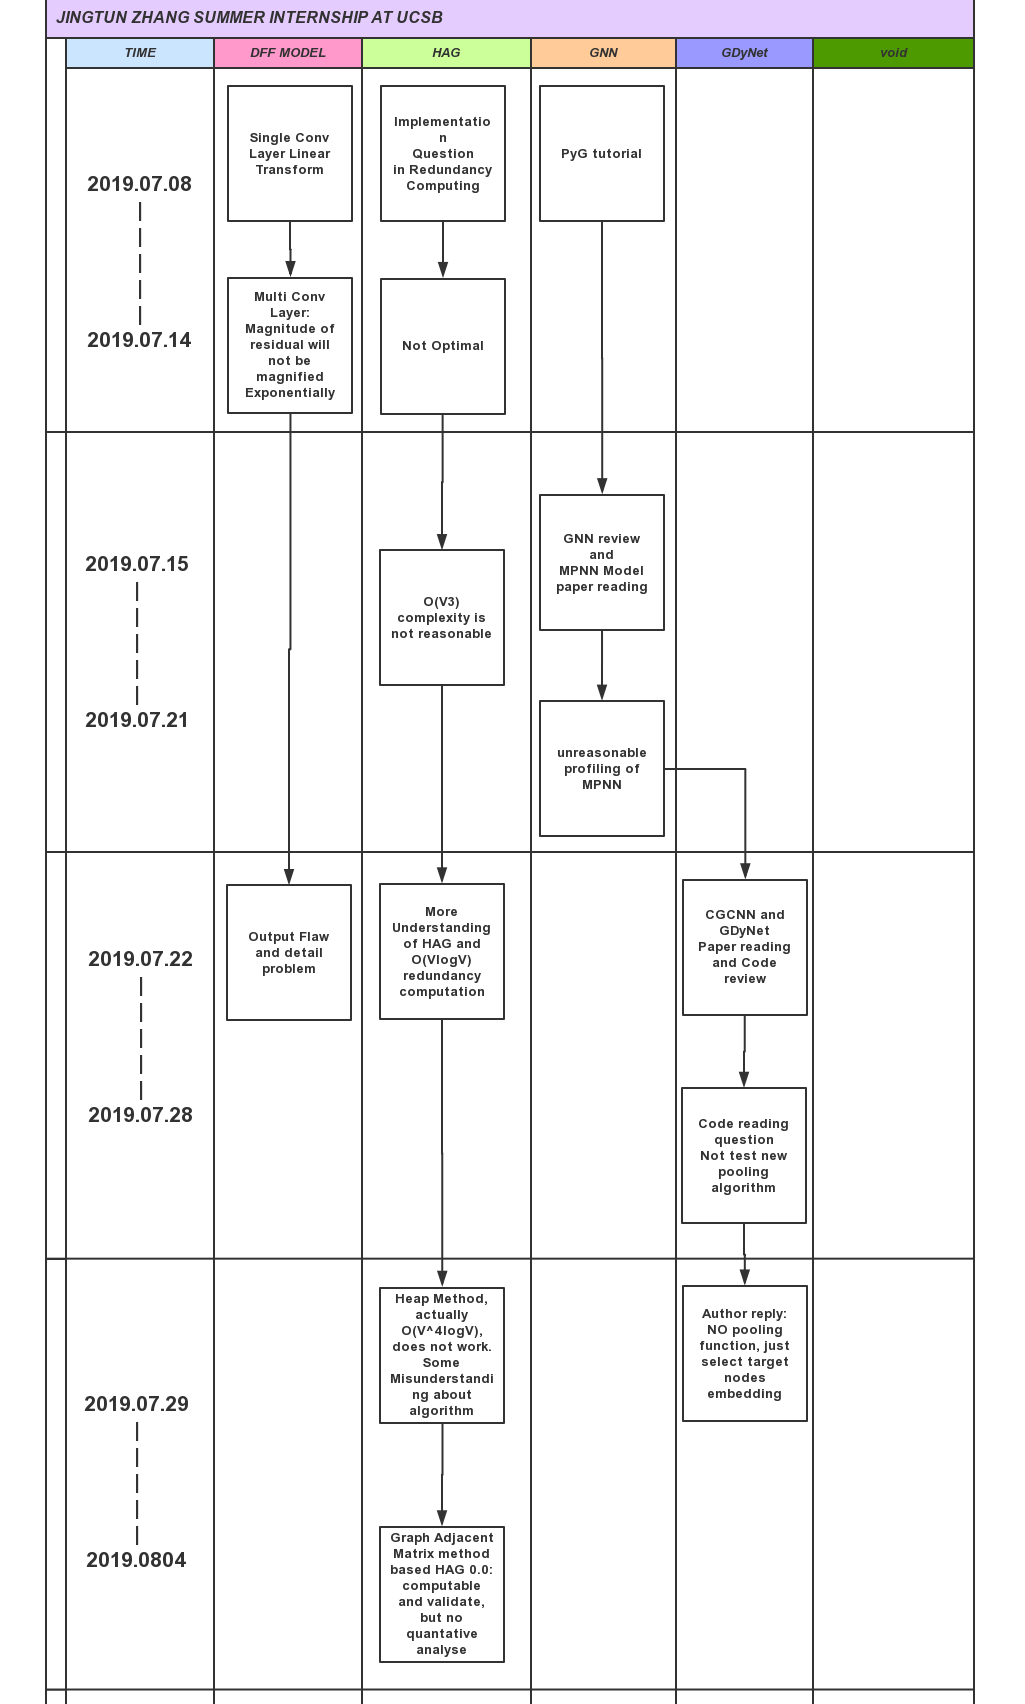 JINGTUN ZHANG SUMMER INTERNSHIP AT UCSB
TIME
DFF MODEL
HAG
GNN
GDyNet
void
2019.07.08
2019.07.14
Single Conv
Layer Linear
Transform
Multi Conv
Layer:
Magnitude of
residual will
not be
magnified
Exponentially
Implementatio
n
Question
in Redundancy
Computing
Not Optimal
PyG tutorial
2019.07.15
2019.07.21
O(V3)
complexity is
not reasonable
GNN review
and
MPNN Model
paper reading
unreasonable
profiling of
MPNN
2019.07.22
2019.07.28
Output Flaw
and detail
problem
More
Understanding
of HAG and
O(VlogV)
redundancy
computation
CGCNN and
GDyNet
Paper reading
and Code
review
Code reading
question
Not test new
pooling
algorithm
2019.07.29
2019.0804
Heap Method,
actually
O(V^4logV),
does not work.
Some
Misunderstandi
ng about
algorithm
Graph Adjacent
Matrix method
based HAG 0.0:
computable
and validate,
but no
quantative
analyse
Author reply:
NO pooling
function, just
select target
nodes
embedding